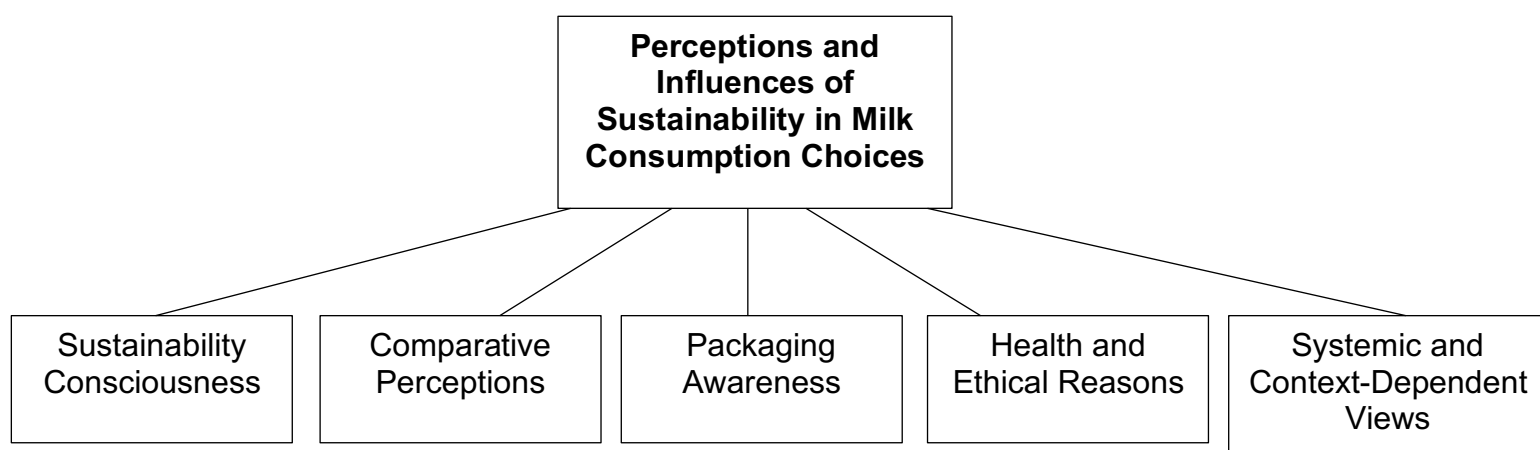 Perceptions and
Influences of
Sustainability in Milk
Consumption Choices
Sustainability
Consciousness
Comparative
Perceptions
Packaging
Awareness
Health and
Ethical Reasons
Systemic and
Context-Dependent
Views